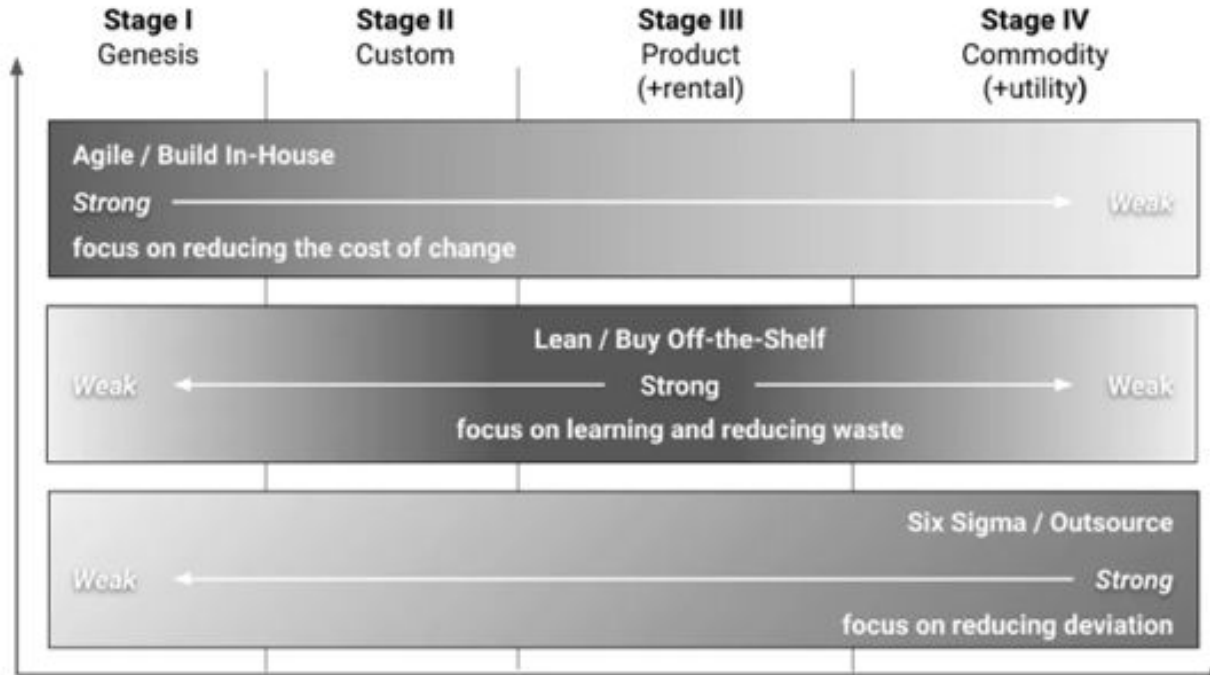 Stage I
Genesis
Stage II
Custom
Stage III
Product
(+rental)
Stage IV
Commodity
(+utility)
Agile / Build In-House
Strong
Weak
focus on reducing the cost of change
Lean / Buy Off-the-Shelf
Weak
Strong
Weak
focus on learning and reducing waste
Six Sigma / Outsource
Weak
Strong
focus on reducing deviation